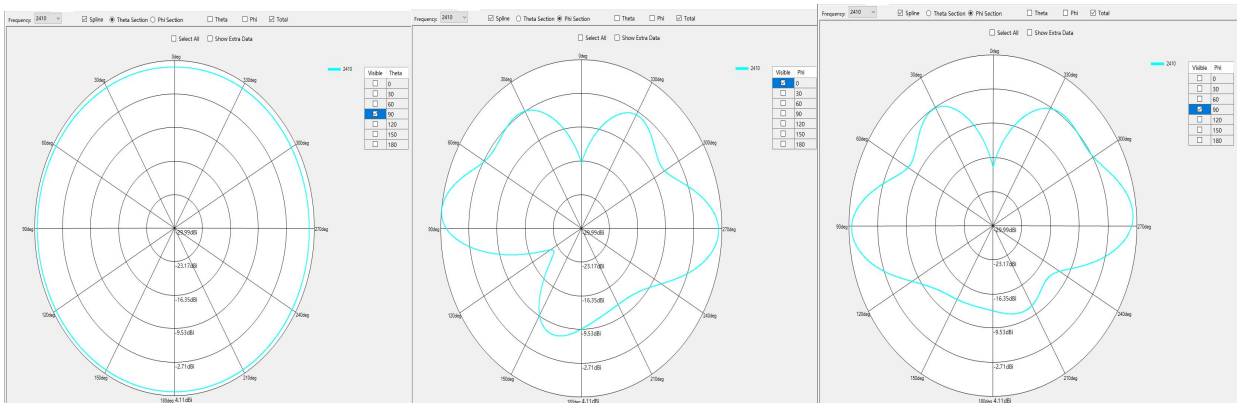 Frequency: 2410 Spline Theta Section Phi Section Theta Phi Total
Select All Show Extra Data
0deg
30deg
330deg
60deg
300deg
90deg
270deg
120deg
240deg
150deg
210deg
180deg
-29.99dBi
-23.17dBi
-16.35dBi
-9.53dBi
-2.71dBi
4.11dBi
2410
Visible Theta
0
30
60
90
120
150
180
Frequency: 2410 Spline Theta Section Phi Section Theta Phi Total
Select All Show Extra Data
0deg
30deg
330deg
60deg
300deg
90deg
270deg
120deg
240deg
150deg
210deg
180deg
-29.99dBi
-23.17dBi
-16.35dBi
-9.53dBi
-2.71dBi
4.11dBi
2410
Visible Phi
0
30
60
90
120
150
180
Frequency: 2410 Spline Theta Section Phi Section Theta Phi Total
Select All Show Extra Data
0deg
30deg
330deg
60deg
300deg
90deg
270deg
120deg
240deg
150deg
210deg
180deg
-29.99dBi
-23.17dBi
-16.35dBi
-9.53dBi
-2.71dBi
4.11dBi
2410
Visible Phi
0
30
60
90
120
150
180